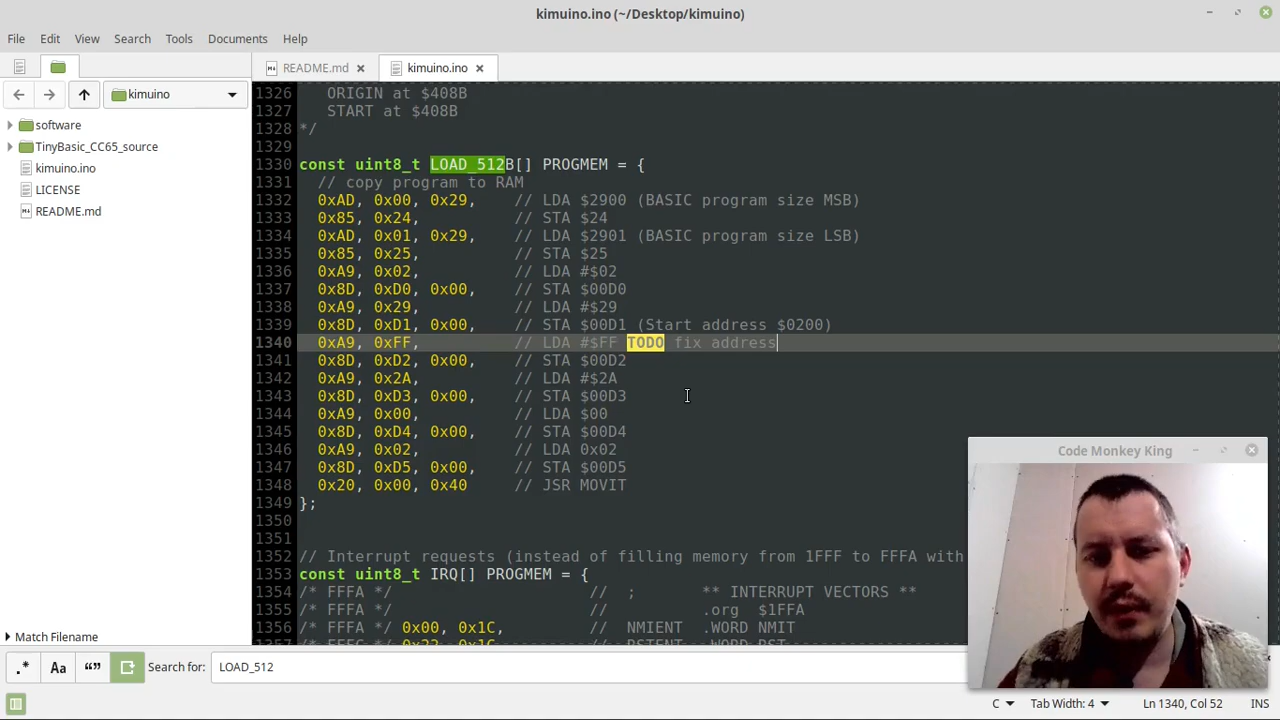 kimuino.ino (~/Desktop/kimuino)
File Edit View Search Tools Documents Help
README.md
kimuino.ino
kimuino
software
TinyBasic_CC65_source
kimuino.ino
LICENSE
README.md
1326 ORIGIN at $408B
1327 START at $408B
1328 */
1329
1330 const uint8_t LOAD_512B[] PROGMEM = {
1331 // copy program to RAM
1332 0xAD, 0x00, 0x29, // LDA $2900 (BASIC program size MSB)
1333 0x85, 0x24, // STA $24
1334 0xAD, 0x01, 0x29, // LDA $2901 (BASIC program size LSB)
1335 0x85, 0x25, // STA $25
1336 0xA9, 0x02, // LDA #$02
1337 0x8D, 0xD0, 0x00, // STA $00D0
1338 0xA9, 0x29, // LDA #$29
1339 0x8D, 0xD1, 0x00, // STA $00D1 (Start address $0200)
1340 0xA9, 0xFF, // LDA #$FF TODO fix address
1341 0x8D, 0xD2, 0x00, // STA $00D2
1342 0xA9, 0x2A, // LDA #$2A
1343 0x8D, 0xD3, 0x00, // STA $00D3
1344 0xA9, 0x00, // LDA $00
1345 0x8D, 0xD4, 0x00, // STA $00D4
1346 0xA9, 0x02, // LDA 0x02
1347 0x8D, 0xD5, 0x00, // STA $00D5
1348 0x20, 0x00, 0x40 // JSR MOVIT
1349 };
1350
1351
1352 // Interrupt requests (instead of filling memory from 1FFF to FFFA with
1353 const uint8_t IRQ[] PROGMEM = {
1354 /* FFFA */ // ; ** INTERRUPT VECTORS **
1355 /* FFFA */ // .org $1FFA
1356 /* FFFA */ 0x00, 0x1C, // NMIENT .WORD NMIT
Code Monkey King
Match Filename
.* Aa “” Search for: LOAD_512
C Tab Width: 4 Ln 1340, Col 52 INS